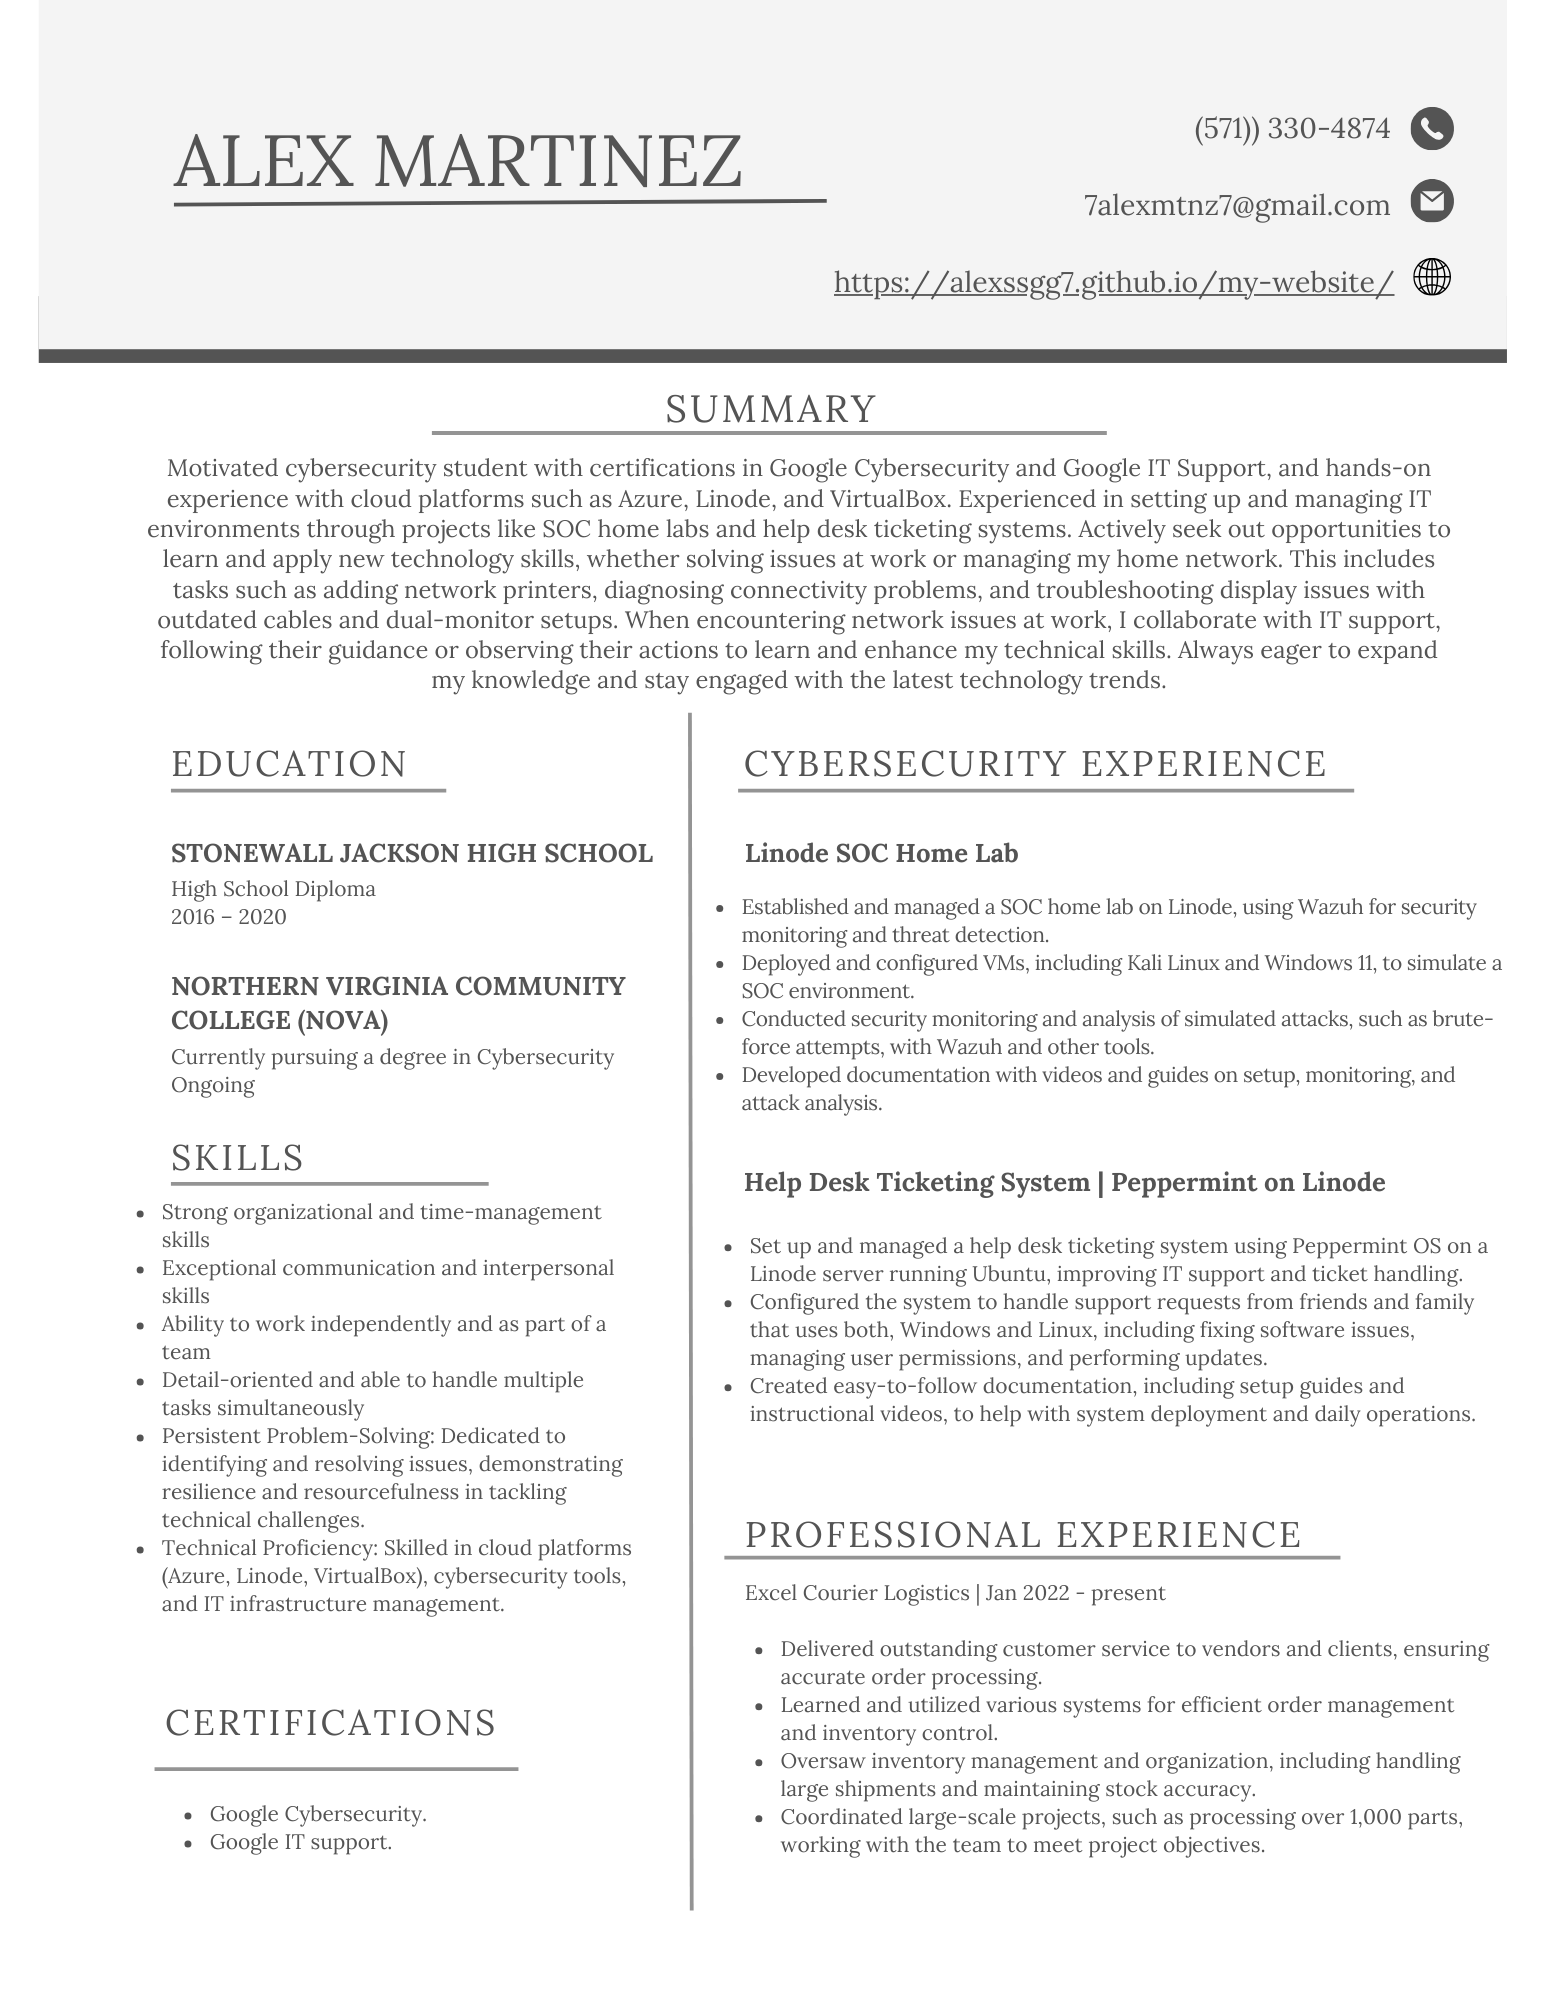 ALEX MARTINEZ
(571)) 330-4874
7alexmtnz7@gmail.com
https://alexssgg7.github.io/my-website/
SUMMARY
Motivated cybersecurity student with certifications in Google Cybersecurity and Google IT Support, and hands-on
experience with cloud platforms such as Azure, Linode, and VirtualBox. Experienced in setting up and managing IT
environments through projects like SOC home labs and help desk ticketing systems. Actively seek out opportunities to
learn and apply new technology skills, whether solving issues at work or managing my home network. This includes
tasks such as adding network printers, diagnosing connectivity problems, and troubleshooting display issues with
outdated cables and dual-monitor setups. When encountering network issues at work, I collaborate with IT support,
following their guidance or observing their actions to learn and enhance my technical skills. Always eager to expand
my knowledge and stay engaged with the latest technology trends.
EDUCATION
STONEWALL JACKSON HIGH SCHOOL
High School Diploma
2016 – 2020
NORTHERN VIRGINIA COMMUNITY
COLLEGE (NOVA)
Currently pursuing a degree in Cybersecurity
Ongoing
SKILLS
• Strong organizational and time-management
skills
• Exceptional communication and interpersonal
skills
• Ability to work independently and as part of a
team
• Detail-oriented and able to handle multiple
tasks simultaneously
• Persistent Problem-Solving: Dedicated to
identifying and resolving issues, demonstrating
resilience and resourcefulness in tackling
technical challenges.
• Technical Proficiency: Skilled in cloud platforms
(Azure, Linode, VirtualBox), cybersecurity tools,
and IT infrastructure management.
CERTIFICATIONS
• Google Cybersecurity.
• Google IT support.
CYBERSECURITY EXPERIENCE
Linode SOC Home Lab
• Established and managed a SOC home lab on Linode, using Wazuh for security
monitoring and threat detection.
• Deployed and configured VMs, including Kali Linux and Windows 11, to simulate a
SOC environment.
• Conducted security monitoring and analysis of simulated attacks, such as brute-
force attempts, with Wazuh and other tools.
• Developed documentation with videos and guides on setup, monitoring, and
attack analysis.
Help Desk Ticketing System | Peppermint on Linode
• Set up and managed a help desk ticketing system using Peppermint OS on a
Linode server running Ubuntu, improving IT support and ticket handling.
• Configured the system to handle support requests from friends and family
that uses both, Windows and Linux, including fixing software issues,
managing user permissions, and performing updates.
• Created easy-to-follow documentation, including setup guides and
instructional videos, to help with system deployment and daily operations.
PROFESSIONAL EXPERIENCE
Excel Courier Logistics | Jan 2022 - present
• Delivered outstanding customer service to vendors and clients, ensuring
accurate order processing.
• Learned and utilized various systems for efficient order management
and inventory control.
• Oversaw inventory management and organization, including handling
large shipments and maintaining stock accuracy.
• Coordinated large-scale projects, such as processing over 1,000 parts,
working with the team to meet project objectives.